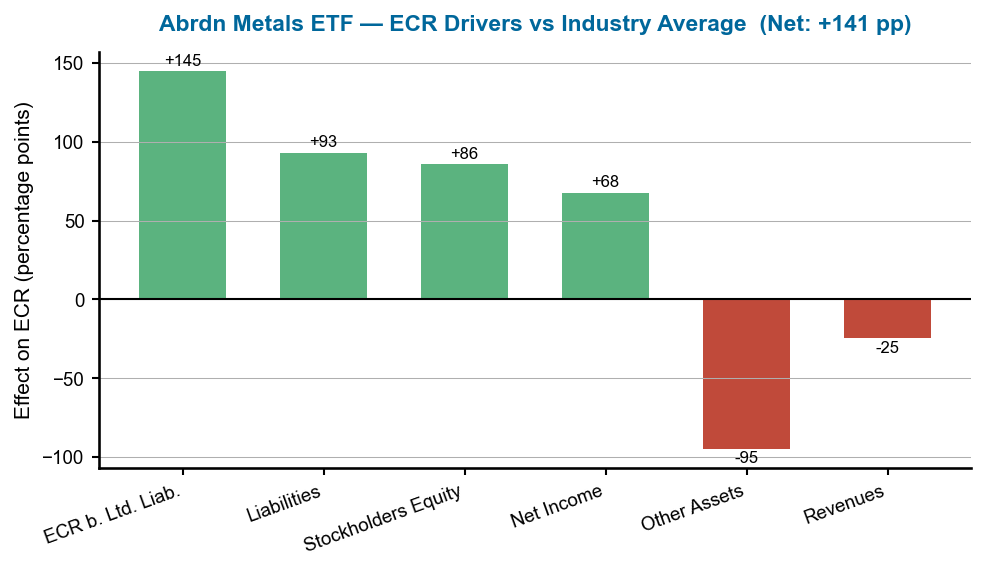 Abrdn Metals ETF — ECR Drivers vs Industry Average  (Net: +141 pp)
Effect on ECR (percentage points)
150
100
50
0
−50
−100
+145
+93
+86
+68
-95
-25
ECR b. Ltd. Liab.
Liabilities
Stockholders Equity
Net Income
Other Assets
Revenues